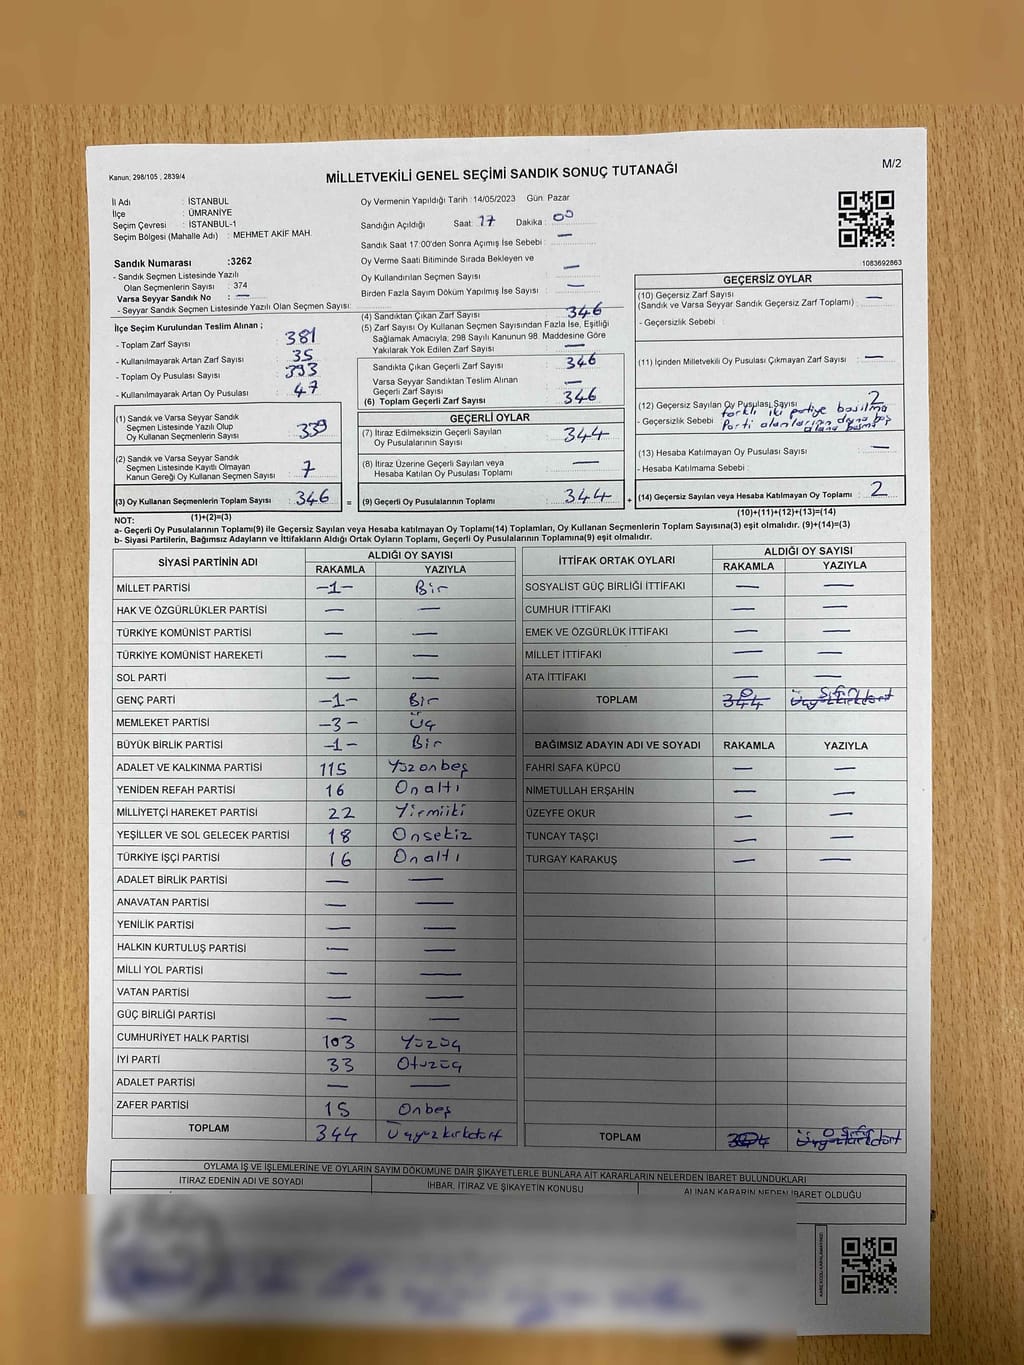 Kanun; 298/105 , 2839/4
MİLLETVEKİLİ GENEL SEÇİMİ SANDIK SONUÇ TUTANAĞI
M/2
İl Adı : İSTANBUL
İlçe : ÜMRANİYE
Seçim Çevresi : İSTANBUL-1
Seçim Bölgesi (Mahalle Adı) : MEHMET AKİF MAH.
Sandık Numarası :3262
- Sandık Seçmen Listesinde Yazılı
Olan Seçmenlerin Sayısı : 374
Varsa Seyyar Sandık No : —
- Seyyar Sandık Seçmen Listesinde Yazılı Olan Seçmen Sayısı:
İlçe Seçim Kurulundan Teslim Alınan ;
- Toplam Zarf Sayısı : 381
- Kullanılmayarak Artan Zarf Sayısı : 35
- Toplam Oy Pusulası Sayısı : 393
- Kullanılmayarak Artan Oy Pusulası : 47
(1) Sandık ve Varsa Seyyar Sandık
Seçmen Listesinde Yazılı Olup
Oy Kullanan Seçmenlerin Sayısı : 339
(2) Sandık ve Varsa Seyyar Sandık
Seçmen Listesinde Kayıtlı Olmayan
Kanun Gereği Oy Kullanan Seçmen Sayısı : 7
(3) Oy Kullanan Seçmenlerin Toplam Sayısı : 346 =
(1)+(2)=(3)
Oy Vermenin Yapıldığı Tarih :14/05/2023 Gün: Pazar
Sandığın Açıldığı Saat: 17 Dakika : 00
Sandık Saat 17:00'den Sonra Açımış İse Sebebi : —
Oy Verme Saati Bitiminde Sırada Bekleyen ve
Oy Kullandırılan Seçmen Sayısı : —
Birden Fazla Sayım Döküm Yapılmış İse Sayısı : —
(4) Sandıktan Çıkan Zarf Sayısı : 346
(5) Zarf Sayısı Oy Kullanan Seçmen Sayısından Fazla İse, Eşitliği
Sağlamak Amacıyla, 298 Sayılı Kanunun 98. Maddesine Göre
Yakılarak Yok Edilen Zarf Sayısı : —
Sandıkta Çıkan Geçerli Zarf Sayısı : 346
Varsa Seyyar Sandıktan Teslim Alınan
Geçerli Zarf Sayısı : —
(6) Toplam Geçerli Zarf Sayısı : 346
GEÇERLİ OYLAR
(7) İtiraz Edilmeksizin Geçerli Sayılan
Oy Pusulalarının Sayısı : 344
(8) İtiraz Üzerine Geçerli Sayılan veya
Hesaba Katılan Oy Pusulası Toplamı : —
(9) Geçerli Oy Pusulalarının Toplamı : 344 +
1083692863
GEÇERSİZ OYLAR
(10) Geçersiz Zarf Sayısı
(Sandık ve Varsa Seyyar Sandık Geçersiz Zarf Toplamı) : —
- Geçersizlik Sebebi :
(11) İçinden Milletvekili Oy Pusulası Çıkmayan Zarf Sayısı : —
(12) Geçersiz Sayılan Oy Pusulası Sayısı : 2
- Geçersizlik Sebebi : farklı iki partiye basılma
Parti alanlarının dışına boş
alana basma
(13) Hesaba Katılmayan Oy Pusulası Sayısı : —
- Hesaba Katılmama Sebebi :
(14) Geçersiz Sayılan veya Hesaba Katılmayan Oy Toplamı : 2
(10)+(11)+(12)+(13)=(14)
NOT:
a- Geçerli Oy Pusulalarının Toplamı(9) ile Geçersiz Sayılan veya Hesaba katılmayan Oy Toplamı(14) Toplamları, Oy Kullanan Seçmenlerin Toplam Sayısına(3) eşit olmalıdır. (9)+(14)=(3)
b- Siyasi Partilerin, Bağımsız Adayların ve İttifakların Aldığı Ortak Oyların Toplamı, Geçerli Oy Pusulalarının Toplamına(9) eşit olmalıdır.
SİYASİ PARTİNİN ADI ALDIĞI OY SAYISI
RAKAMLA YAZIYLA
MİLLET PARTİSİ -1- Bir
HAK VE ÖZGÜRLÜKLER PARTİSİ — —
TÜRKİYE KOMÜNİST PARTİSİ — —
TÜRKİYE KOMÜNİST HAREKETİ — —
SOL PARTİ — —
GENÇ PARTİ -1- Bir
MEMLEKET PARTİSİ -3- Üç
BÜYÜK BİRLİK PARTİSİ -1- Bir
ADALET VE KALKINMA PARTİSİ 115 Yüzonbeş
YENİDEN REFAH PARTİSİ 16 Onaltı
MİLLİYETÇİ HAREKET PARTİSİ 22 Yirmiiki
YEŞİLLER VE SOL GELECEK PARTİSİ 18 Onsekiz
TÜRKİYE İŞÇİ PARTİSİ 16 Onaltı
ADALET BİRLİK PARTİSİ — —
ANAVATAN PARTİSİ — —
YENİLİK PARTİSİ — —
HALKIN KURTULUŞ PARTİSİ — —
MİLLİ YOL PARTİSİ — —
VATAN PARTİSİ — —
GÜÇ BİRLİĞİ PARTİSİ — —
CUMHURİYET HALK PARTİSİ 103 Yüzüç
İYİ PARTİ 33 Otuzüç
ADALET PARTİSİ — —
ZAFER PARTİSİ 15 Onbeş
TOPLAM 344 Üçyüzkırkdört
İTTİFAK ORTAK OYLARI ALDIĞI OY SAYISI
RAKAMLA YAZIYLA
SOSYALİST GÜÇ BİRLİĞİ İTTİFAKI — —
CUMHUR İTTİFAKI — —
EMEK VE ÖZGÜRLÜK İTTİFAKI — —
MİLLET İTTİFAKI — —
ATA İTTİFAKI — —
TOPLAM 0 344 Sıfır Üçyüzkırkdört
BAĞIMSIZ ADAYIN ADI VE SOYADI RAKAMLA YAZIYLA
FAHRİ SAFA KÜPCÜ — —
NİMETULLAH ERŞAHİN — —
ÜZEYFE OKUR — —
TUNCAY TAŞÇI — —
TURGAY KARAKUŞ — —
TOPLAM 344 Üçyüzkırkdört
OYLAMA İŞ VE İŞLEMLERİNE VE OYLARIN SAYIM DÖKÜMÜNE DAİR ŞİKAYETLERLE BUNLARA AİT KARARLARIN NELERDEN İBARET BULUNDUKLARI
İTİRAZ EDENİN ADI VE SOYADI İHBAR, İTİRAZ VE ŞİKAYETİN KONUSU ALINAN KARARIN NEDEN İBARET OLDUĞU